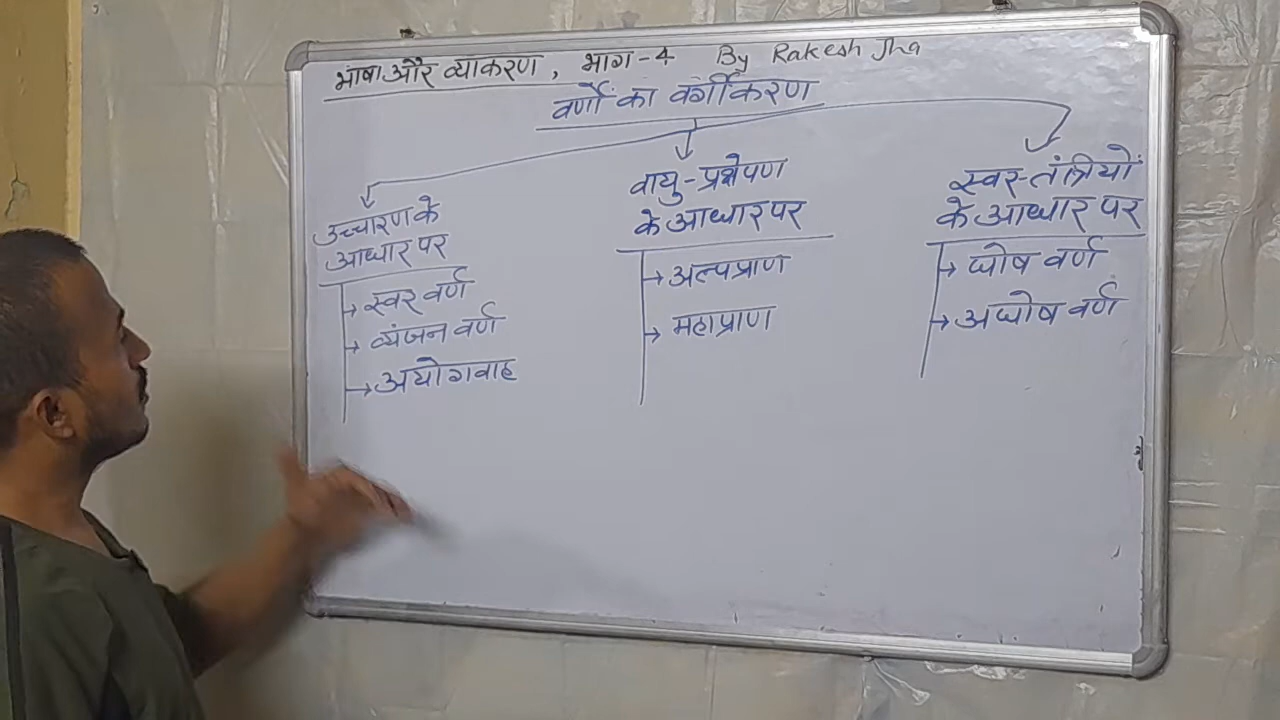 भाषा और व्याकरण, भाग-4 By Rakesh Jha
वर्णों का वर्गीकरण
उच्चारण के
आधार पर
→ स्वर वर्ण
→ व्यंजन वर्ण
→ अयोगवाह
वायु-प्रक्षेपण
के आधार पर
→ अल्पप्राण
→ महाप्राण
स्वर-तंत्रियों
के आधार पर
→ घोष वर्ण
→ अघोष वर्ण